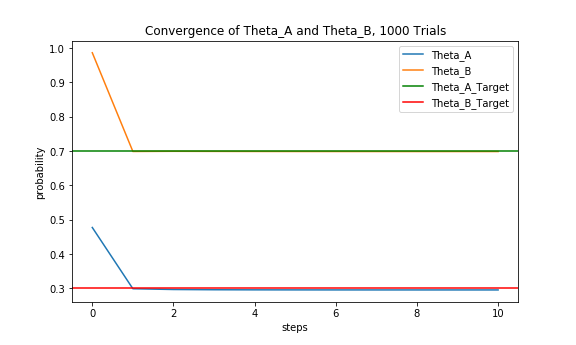 Convergence of Theta_A and Theta_B, 1000 Trials
1.0
0.9
0.8
0.7
0.6
0.5
0.4
0.3
probability
Theta_A
Theta_B
Theta_A_Target
Theta_B_Target
0 2 4 6 8 10
steps